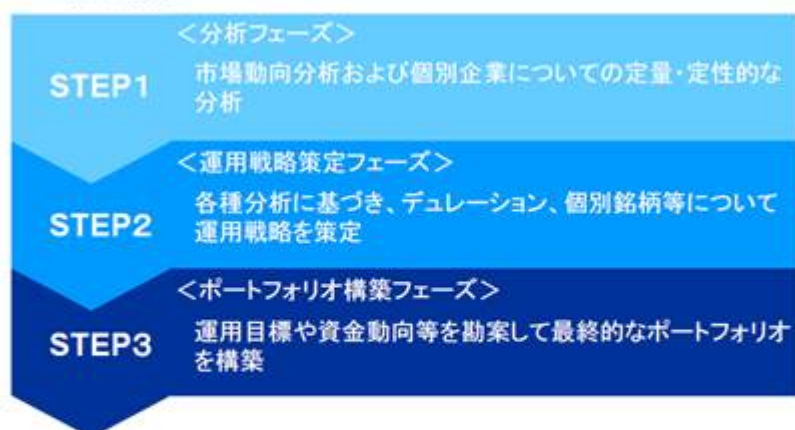 ＜分析フェーズ＞
STEP1
市場動向分析および個別企業についての定量・定性的な
分析
＜運用戦略策定フェーズ＞
STEP2
各種分析に基づき、デュレーション、個別銘柄等について
運用戦略を策定
＜ポートフォリオ構築フェーズ＞
STEP3
運用目標や資金動向等を勘案して最終的なポートフォリオ
を構築